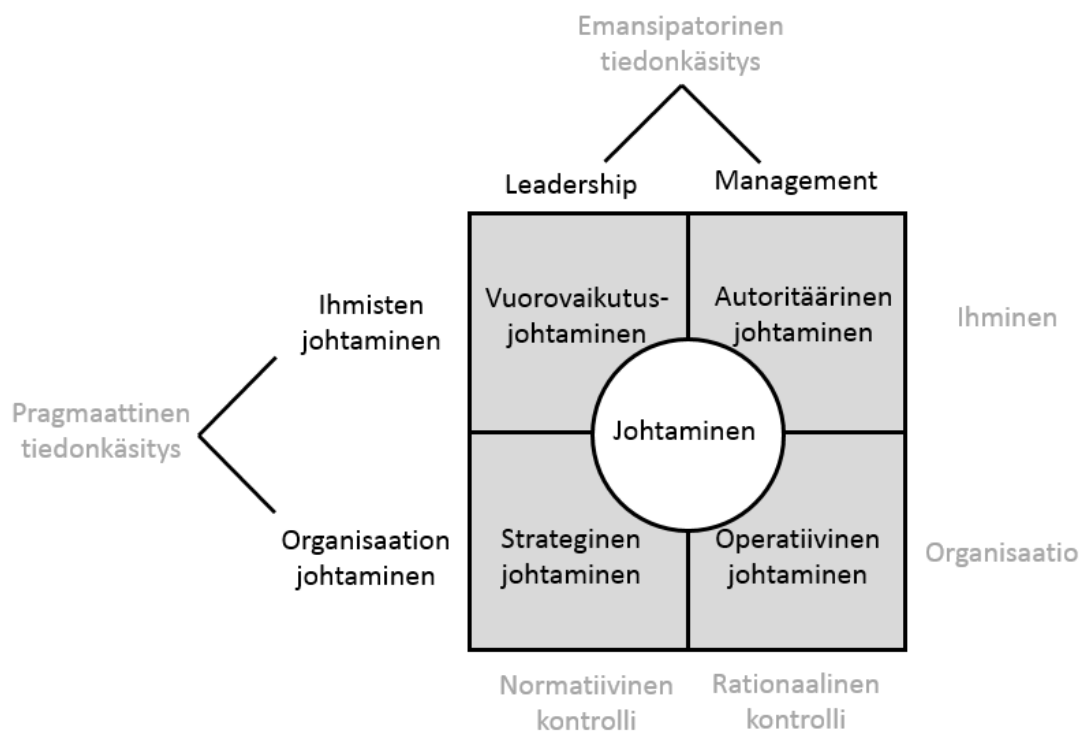 Emansipatorinen
tiedonkäsitys
Leadership
Management
Ihmisten
johtaminen
Vuorovaikutus-
johtaminen
Autoritäärinen
johtaminen
Ihminen
Pragmaattinen
tiedonkäsitys
Johtaminen
Organisaation
johtaminen
Strateginen
johtaminen
Operatiivinen
johtaminen
Organisaatio
Normatiivinen
kontrolli
Rationaalinen
kontrolli